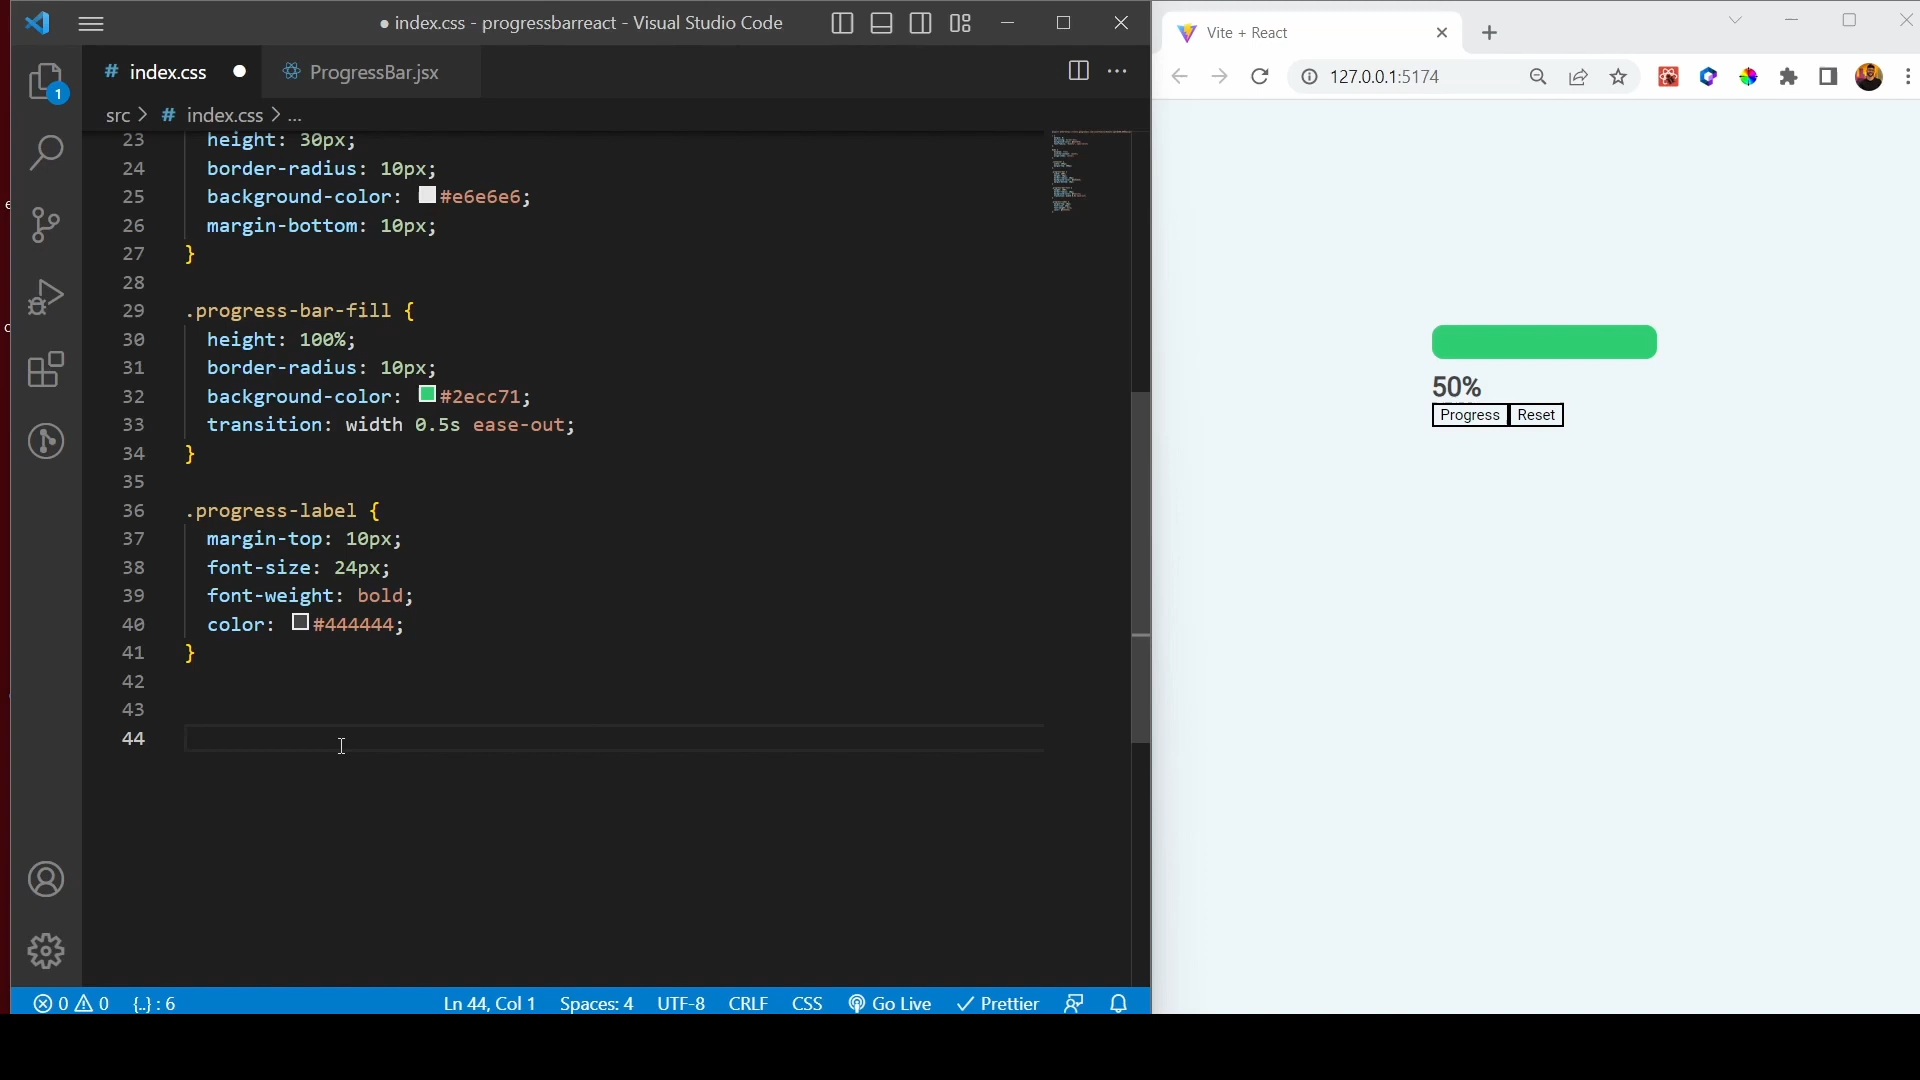 ● index.css - progressbarreact - Visual Studio Code
# index.css ● ProgressBar.jsx
src > # index.css > ...
23 height: 30px;
24 border-radius: 10px;
25 background-color: #e6e6e6;
26 margin-bottom: 10px;
27 }
28
29 .progress-bar-fill {
30 height: 100%;
31 border-radius: 10px;
32 background-color: #2ecc71;
33 transition: width 0.5s ease-out;
34 }
35
36 .progress-label {
37 margin-top: 10px;
38 font-size: 24px;
39 font-weight: bold;
40 color: #444444;
41 }
42
43
44
1
0 0 {..} : 6 Ln 44, Col 1 Spaces: 4 UTF-8 CRLF CSS Go Live Prettier
Vite + React
127.0.0.1:5174
50%
Progress Reset